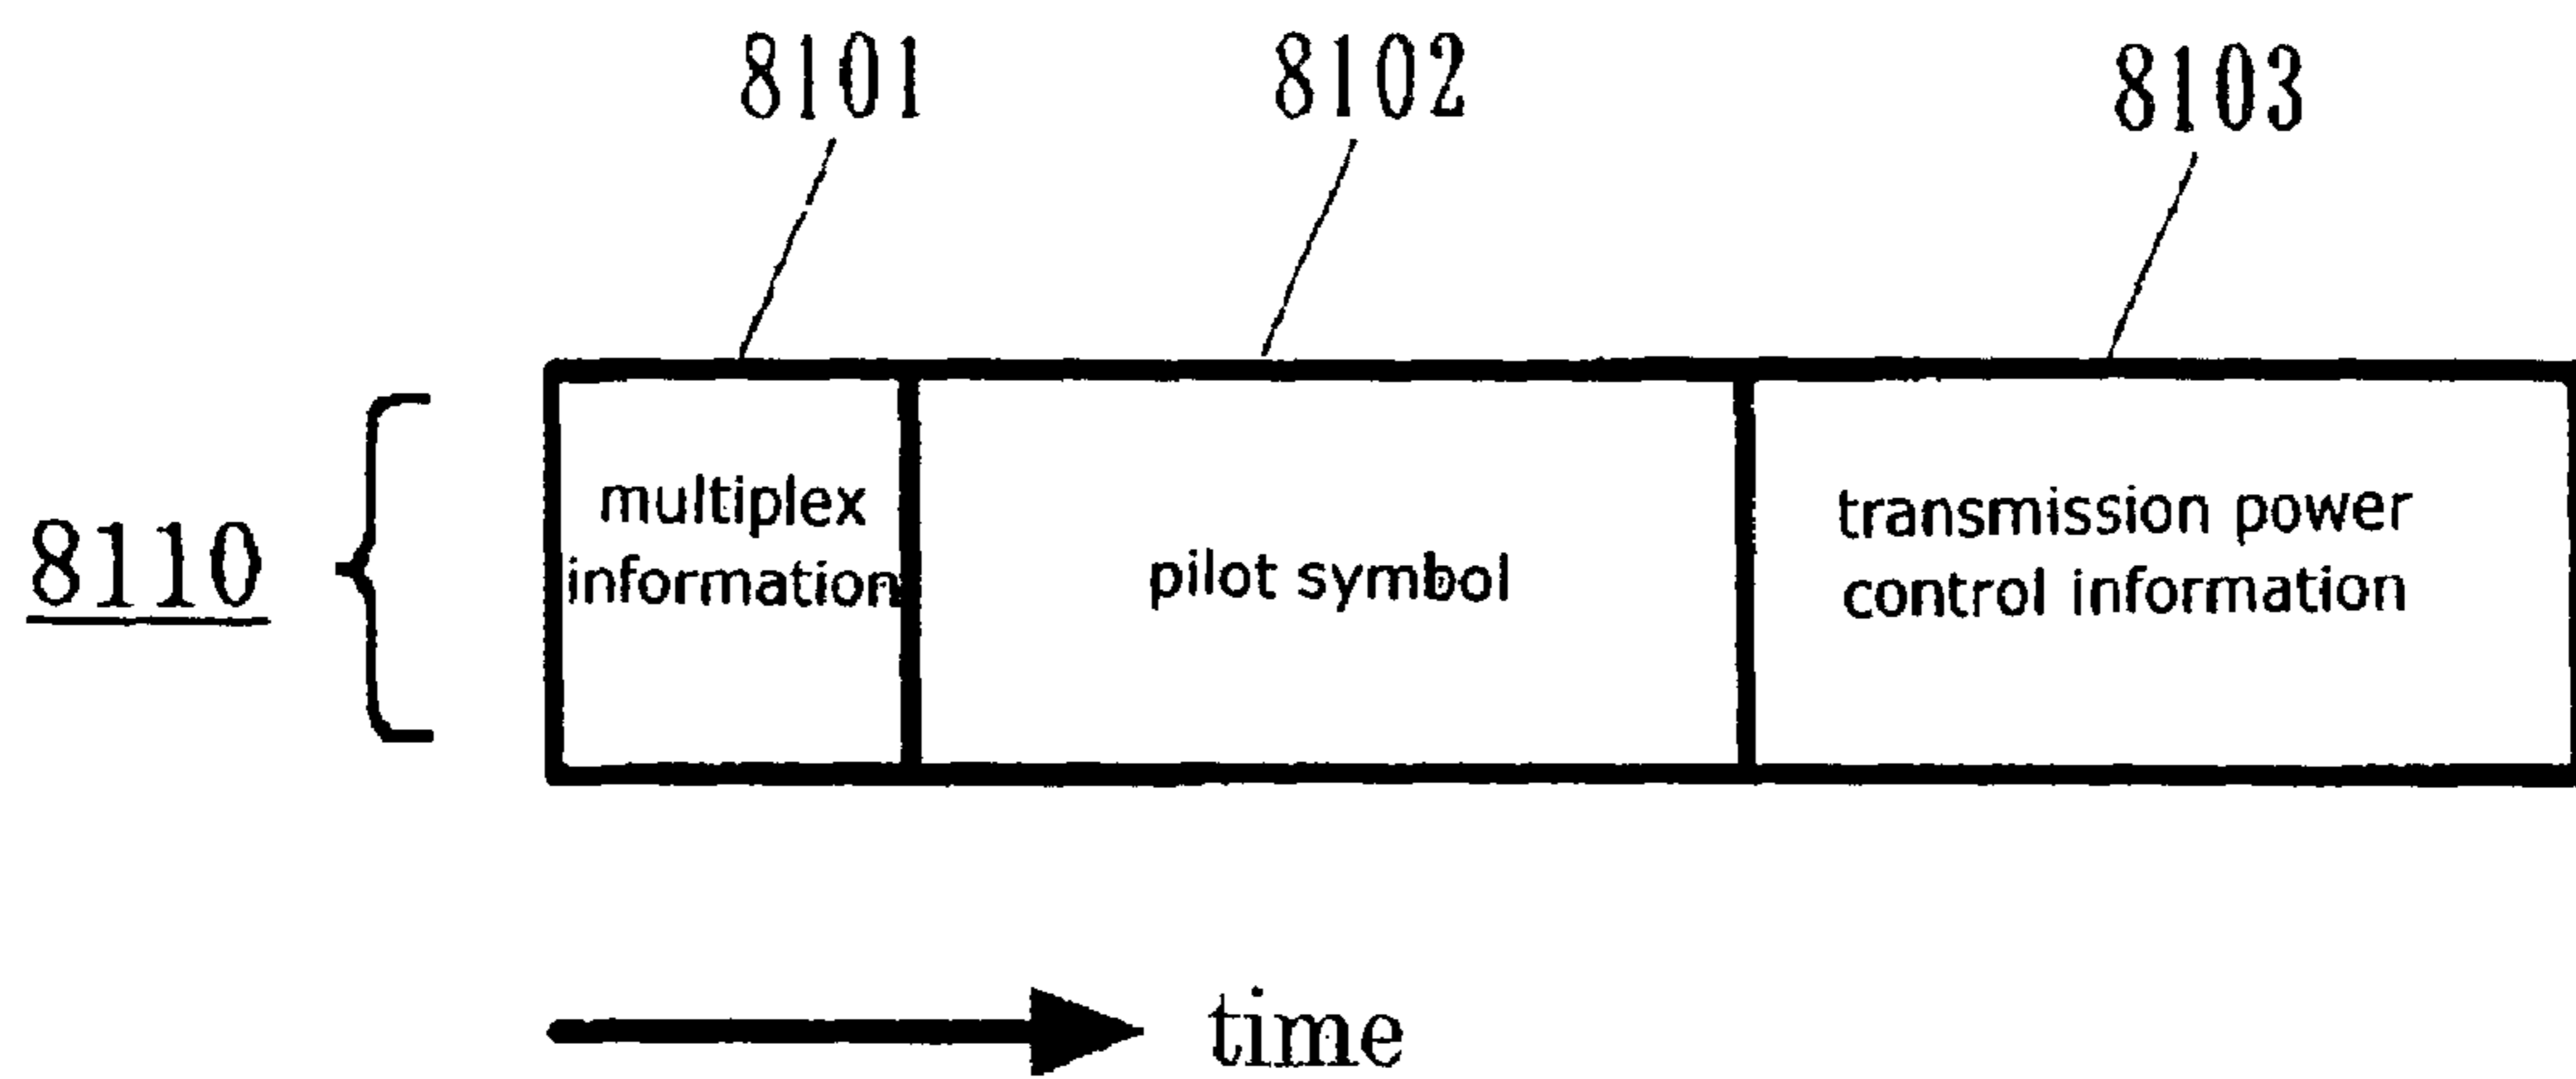 8101 8102 8103
multiplex
information
pilot symbol
transmission power
control information
8110
time